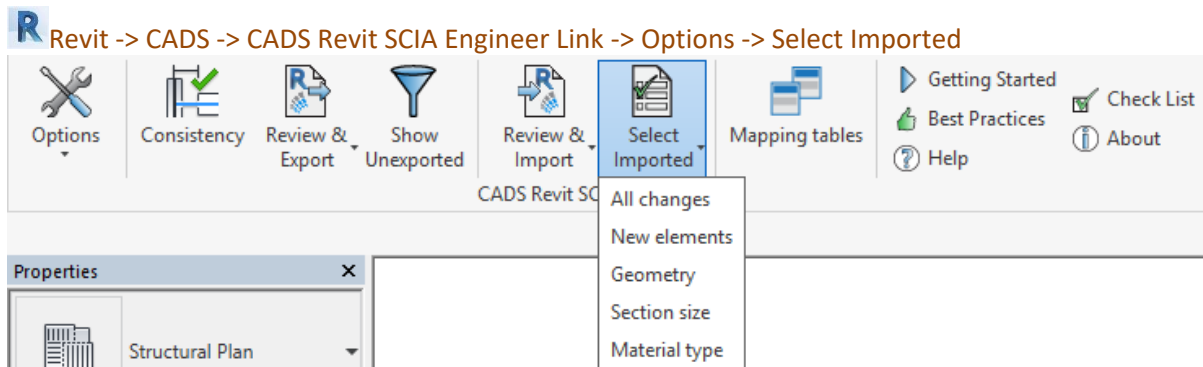 Revit -> CADS -> CADS Revit SCIA Engineer Link -> Options -> Select Imported
Options
Consistency
Review &
Export
Show
Unexported
Review &
Import
Select
Imported
Mapping tables
Getting Started
Best Practices
Help
Check List
About
CADS Revit SC
All changes
New elements
Geometry
Section size
Material type
Properties
Structural Plan